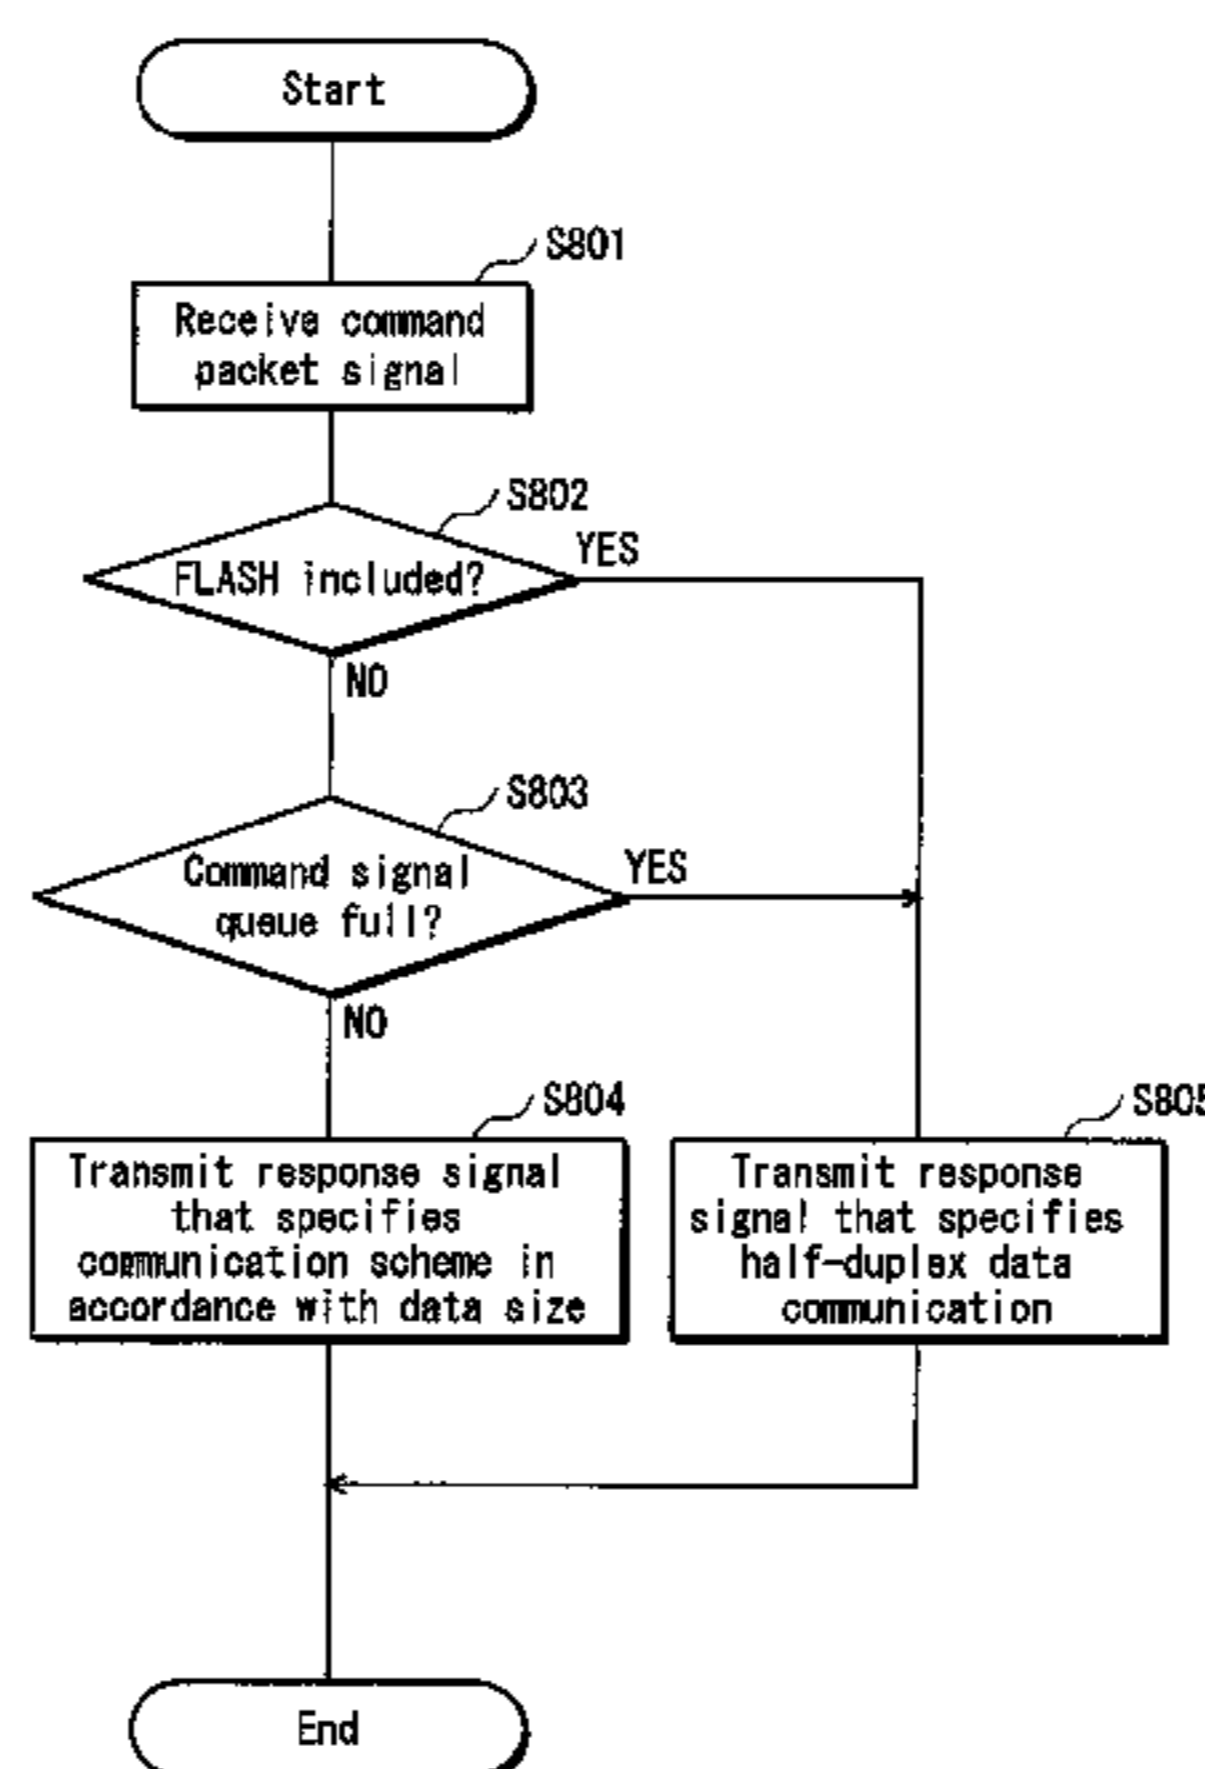 Start
S801
Receive command
packet signal
S802
FLASH included?
YES
NO
S803
Command signal
queue full?
YES
NO
S804
Transmit response signal
that specifies
communication scheme in
accordance with data size
S805
Transmit response
signal that specifies
half-duplex data
communication
End